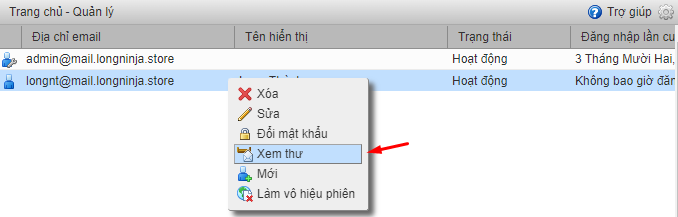 Trang chủ - Quản lý Trợ giúp
Địa chỉ email Tên hiển thị Trạng thái Đăng nhập lần cu
admin@mail.longninja.store Hoạt động 3 Tháng Mười Hai,
longnt@mail.longninja.store Hoạt động Không bao giờ đăn
Xóa
Sửa
Đổi mật khẩu
Xem thư
Mới
Làm vô hiệu phiên